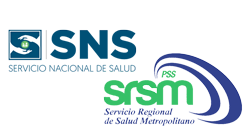 SNS
SERVICIO NACIONAL DE SALUD
PSS
srsm
Servicio Regional
de Salud Metropolitano